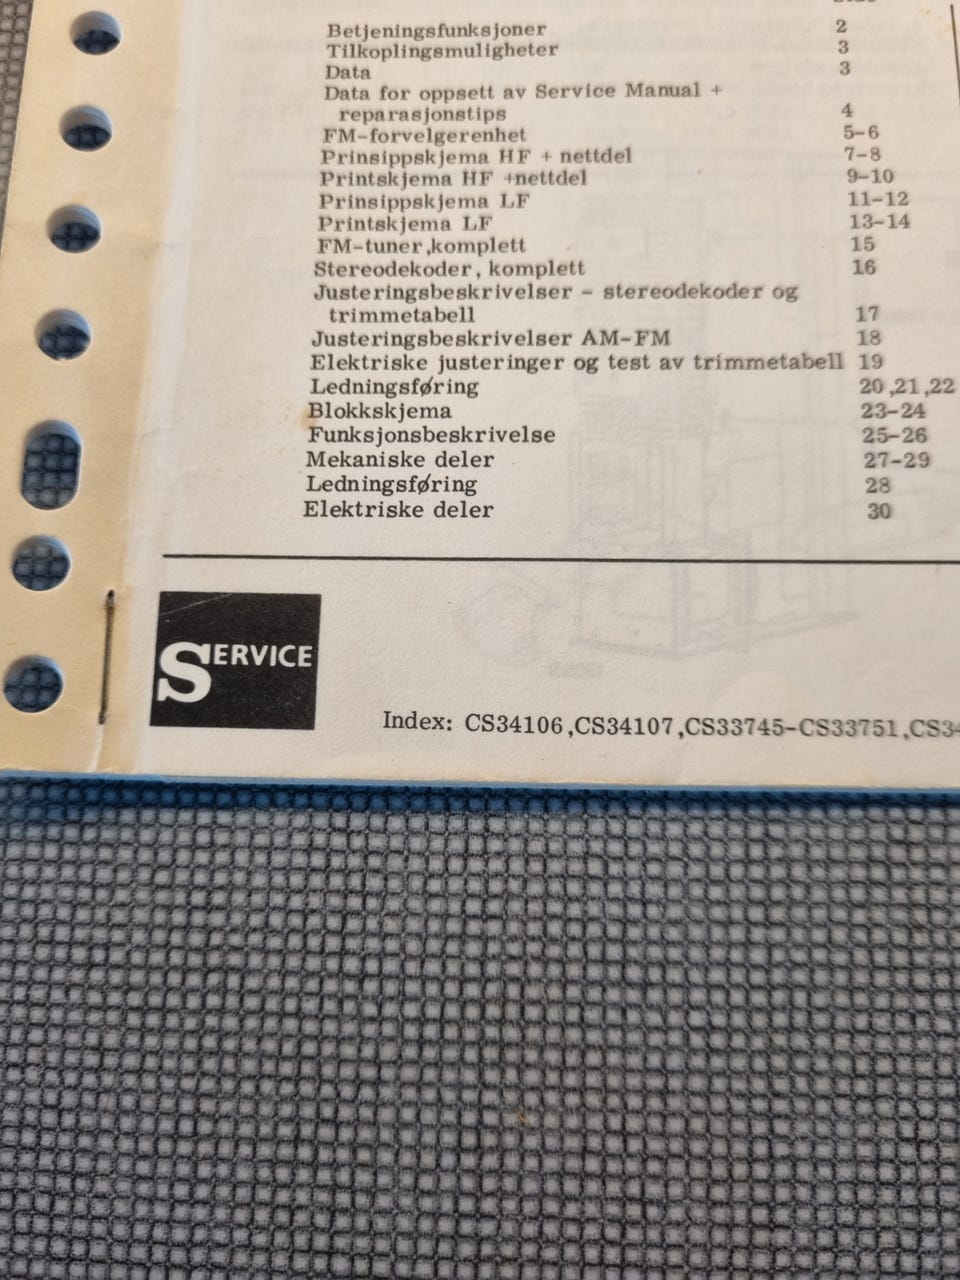 Betjeningsfunksjoner 2
Tilkoplingsmuligheter 3
Data 3
Data for oppsett av Service Manual +
reparasjonstips 4
FM-forvelgerenhet 5-6
Prinsippskjema HF + nettdel 7-8
Printskjema HF +nettdel 9-10
Prinsippskjema LF 11-12
Printskjema LF 13-14
FM-tuner,komplett 15
Stereodekoder, komplett 16
Justeringsbeskrivelser - stereodekoder og
trimmetabell 17
Justeringsbeskrivelser AM-FM 18
Elektriske justeringer og test av trimmetabell 19
Ledningsføring 20,21,22
Blokkskjema 23-24
Funksjonsbeskrivelse 25-26
Mekaniske deler 27-29
Ledningsføring 28
Elektriske deler 30
SERVICE
Index: CS34106,CS34107,CS33745-CS33751,CS34